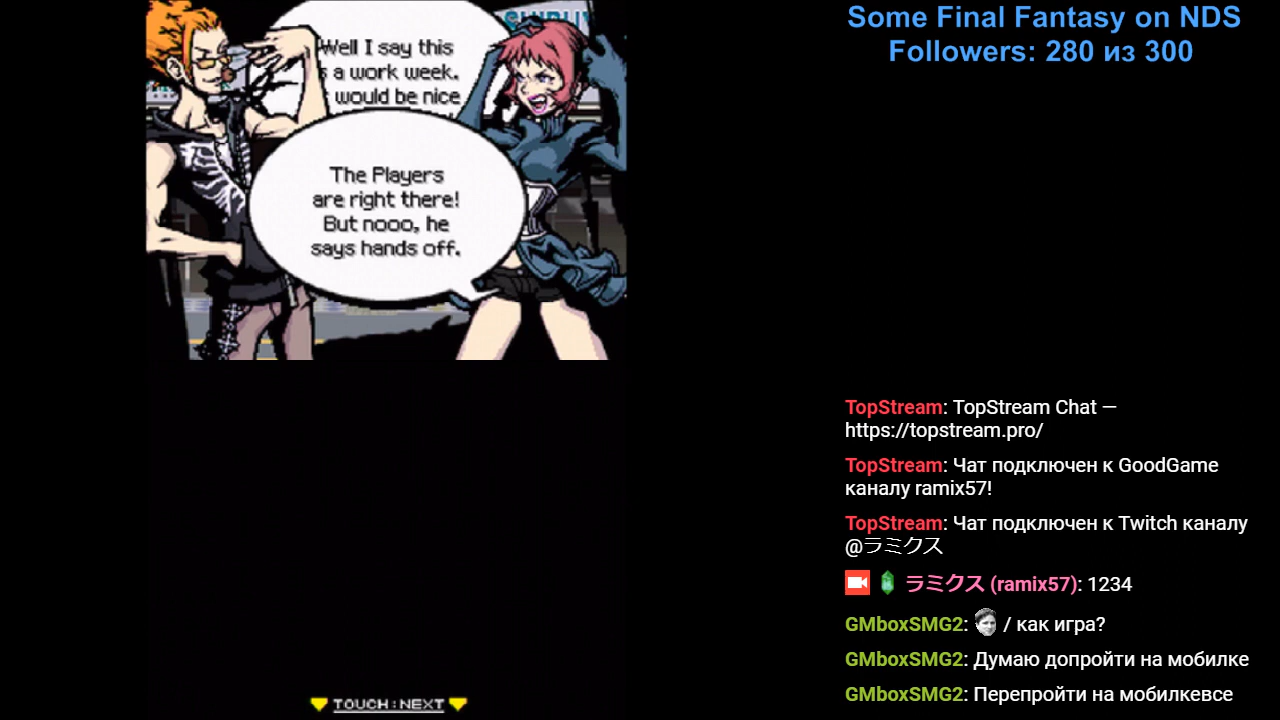 Some Final Fantasy on NDS
Followers: 280 из 300
Well I say this
a work week.
would be nice
The Players
are right there!
But nooo, he
says hands off.
TopStream: TopStream Chat —
https://topstream.pro/
TopStream: Чат подключен к GoodGame
каналу ramix57!
TopStream: Чат подключен к Twitch каналу
@ラミクス
ラミクス (ramix57): 1234
GMboxSMG2: / как игра?
GMboxSMG2: Думаю допройти на мобилке
GMboxSMG2: Перепройти на мобилкевсе
TOUCH : NEXT